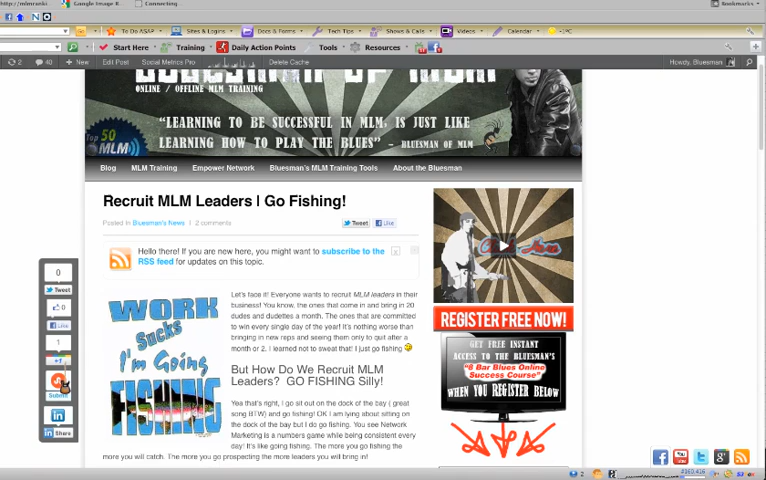 http://mlmranki
Google Image R...
Connecting
Bookmarks
To Do ASAP
Sites & Logins
Docs & Forms
Tech Tips
Shows & Calls
Videos
Calendar
Start Here
Training
Daily Action Points
Tools
Resources
2
40
+ New
Edit Post
Social Metrics Pro
Delete Cache
Howdy, Bluesman
BLUESMAN OF MLM
ONLINE / OFFLINE MLM TRAINING
"LEARNING TO BE SUCCESSFUL IN MLM, IS JUST LIKE
LEARNING HOW TO PLAY THE BLUES" - BLUESMAN OF MLM
Top 50
MLM
Blog
MLM Training
Empower Network
Bluesman's MLM Training Tools
About the Bluesman
Recruit MLM Leaders | Go Fishing!
Posted in Bluesman's News | 2 comments
Tweet
Like
Hello there! If you are new here, you might want to subscribe to the
RSS feed for updates on this topic.
0
Tweet
0
Like
1
+1
Submit
Share
WORK
Sucks
I'm Going
FISHING
Let's face it! Everyone wants to recruit MLM leaders in their
business! You know, the ones that come in and bring in 20
dudes and dudettes a month. The ones that are committed
to win every single day of the year! It's nothing worse than
bringing in new reps and seeing them only to quit after a
month or 2. I learned not to sweat that! I just go fishing
But How Do We Recruit MLM
Leaders? GO FISHING Silly!
Yea that's right, I go sit out on the dock of the bay ( great
song BTW) and go fishing! OK I am lying about sitting on
the dock of the bay but I do go fishing. You see Network
Marketing is a numbers game while being consistent every
day! It's like going fishing. The more you go fishing the
more you will catch. The more you go prospecting the more leaders you will bring in!
REGISTER FREE NOW!
GET FREE INSTANT
ACCESS TO THE BLUESMAN'S
"8 Bar Blues Online
Success Course"
WHEN YOU REGISTER BELOW
You
Tube
2